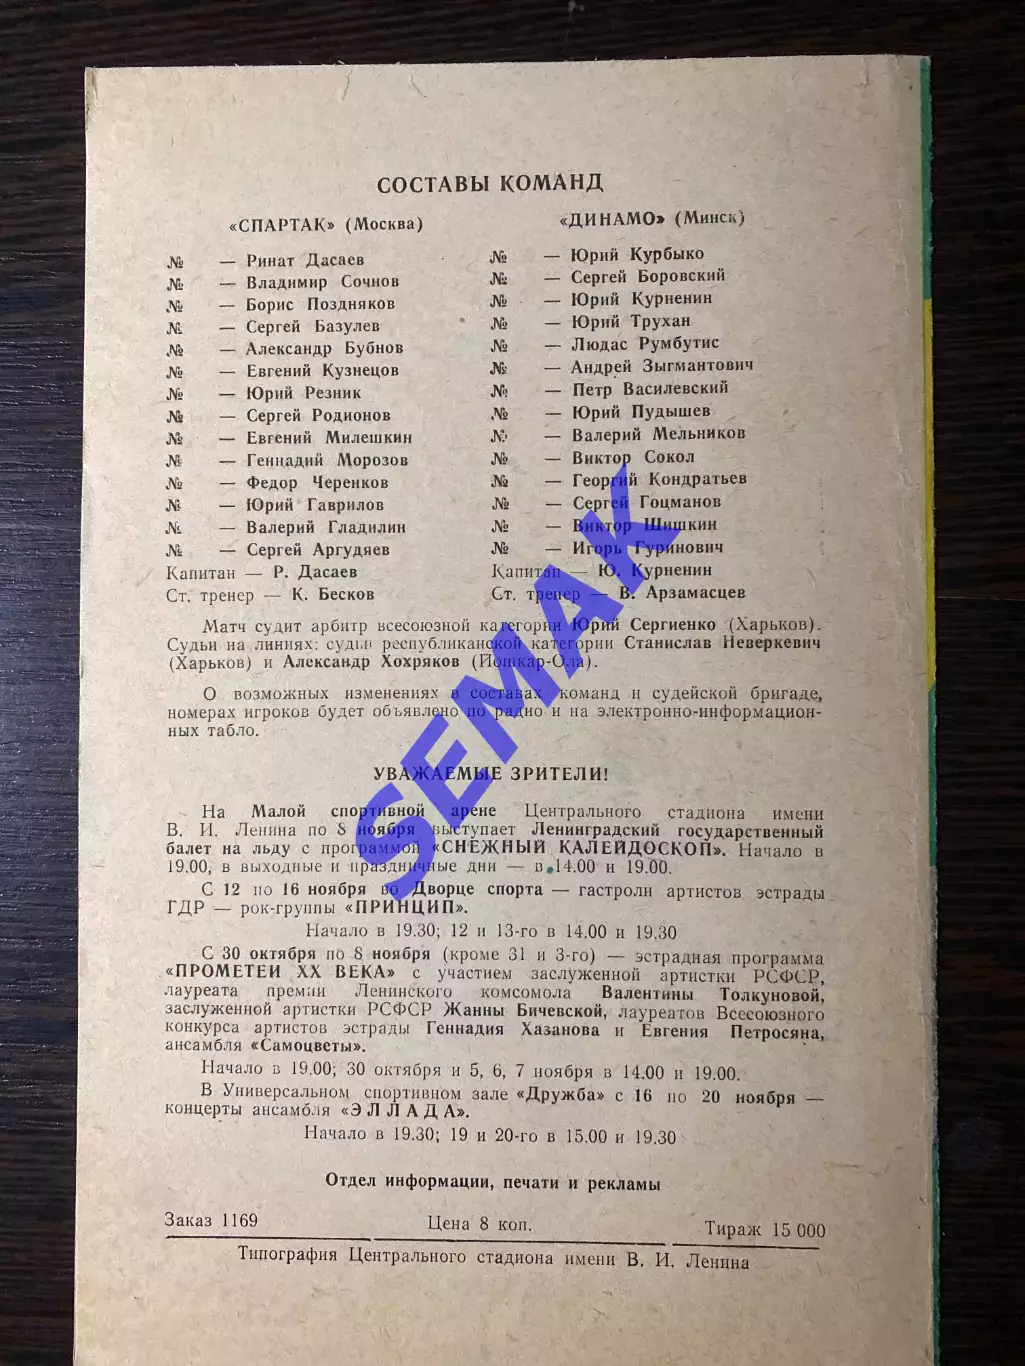 СОСТАВЫ КОМАНД
«СПАРТАК» (Москва)
№ — Ринат Дасаев
№ — Владимир Сочнов
№ — Борис Поздняков
№ — Сергей Базулев
№ — Александр Бубнов
№ — Евгений Кузнецов
№ — Юрий Резник
№ — Сергей Родионов
№ — Евгений Милешкин
№ — Геннадий Морозов
№ — Федор Черенков
№ — Юрий Гаврилов
№ — Валерий Гладилин
№ — Сергей Аргудяев
Капитан — Р. Дасаев
Ст. тренер — К. Бесков
«ДИНАМО» (Минск)
№ — Юрий Курбыко
№ — Сергей Боровский
№ — Юрий Курненин
№ — Юрий Трухан
№ — Людас Румбутис
№ — Андрей Зыгмантович
№ — Петр Василевский
№ — Юрий Пудышев
№ — Валерий Мельников
№ — Виктор Сокол
№ — Георгий Кондратьев
№ — Сергей Гоцманов
№ — Виктор Шишкин
№ — Игорь Гуринович
Капитан — Ю. Курненин
Ст. тренер — В. Арзамасцев
Матч судит арбитр всесоюзной категории Юрий Сергиенко (Харьков).
Судьи на линиях: судьи республиканской категории Станислав Неверкевич
(Харьков) и Александр Хохряков (Йошкар-Ола).
О возможных изменениях в составах команд и судейской бригаде,
номерах игроков будет объявлено по радио и на электронно-информацион-
ных табло.
УВАЖАЕМЫЕ ЗРИТЕЛИ!
На Малой спортивной арене Центрального стадиона имени
В. И. Ленина по 8 ноября выступает Ленинградский государственный
балет на льду с программой «СНЕЖНЫЙ КАЛЕЙДОСКОП». Начало в
19.00, в выходные и праздничные дни — в 14.00 и 19.00.
С 12 по 16 ноября во Дворце спорта — гастроли артистов эстрады
ГДР — рок-группы «ПРИНЦИП».
Начало в 19.30; 12 и 13-го в 14.00 и 19.30
С 30 октября по 8 ноября (кроме 31 и 3-го) — эстрадная программа
«ПРОМЕТЕИ XX ВЕКА» с участием заслуженной артистки РСФСР,
лауреата премии Ленинского комсомола Валентины Толкуновой,
заслуженной артистки РСФСР Жанны Бичевской, лауреатов Всесоюзного
конкурса артистов эстрады Геннадия Хазанова и Евгения Петросяна,
ансамбля «Самоцветы».
Начало в 19.00; 30 октября и 5, 6, 7 ноября в 14.00 и 19.00.
В Универсальном спортивном зале «Дружба» с 16 по 20 ноября —
концерты ансамбля «ЭЛЛАДА».
Начало в 19.30; 19 и 20-го в 15.00 и 19.30
Отдел информации, печати и рекламы
Заказ 1169 Цена 8 коп. Тираж 15 000
Типография Центрального стадиона имени В. И. Ленина
SEMAK